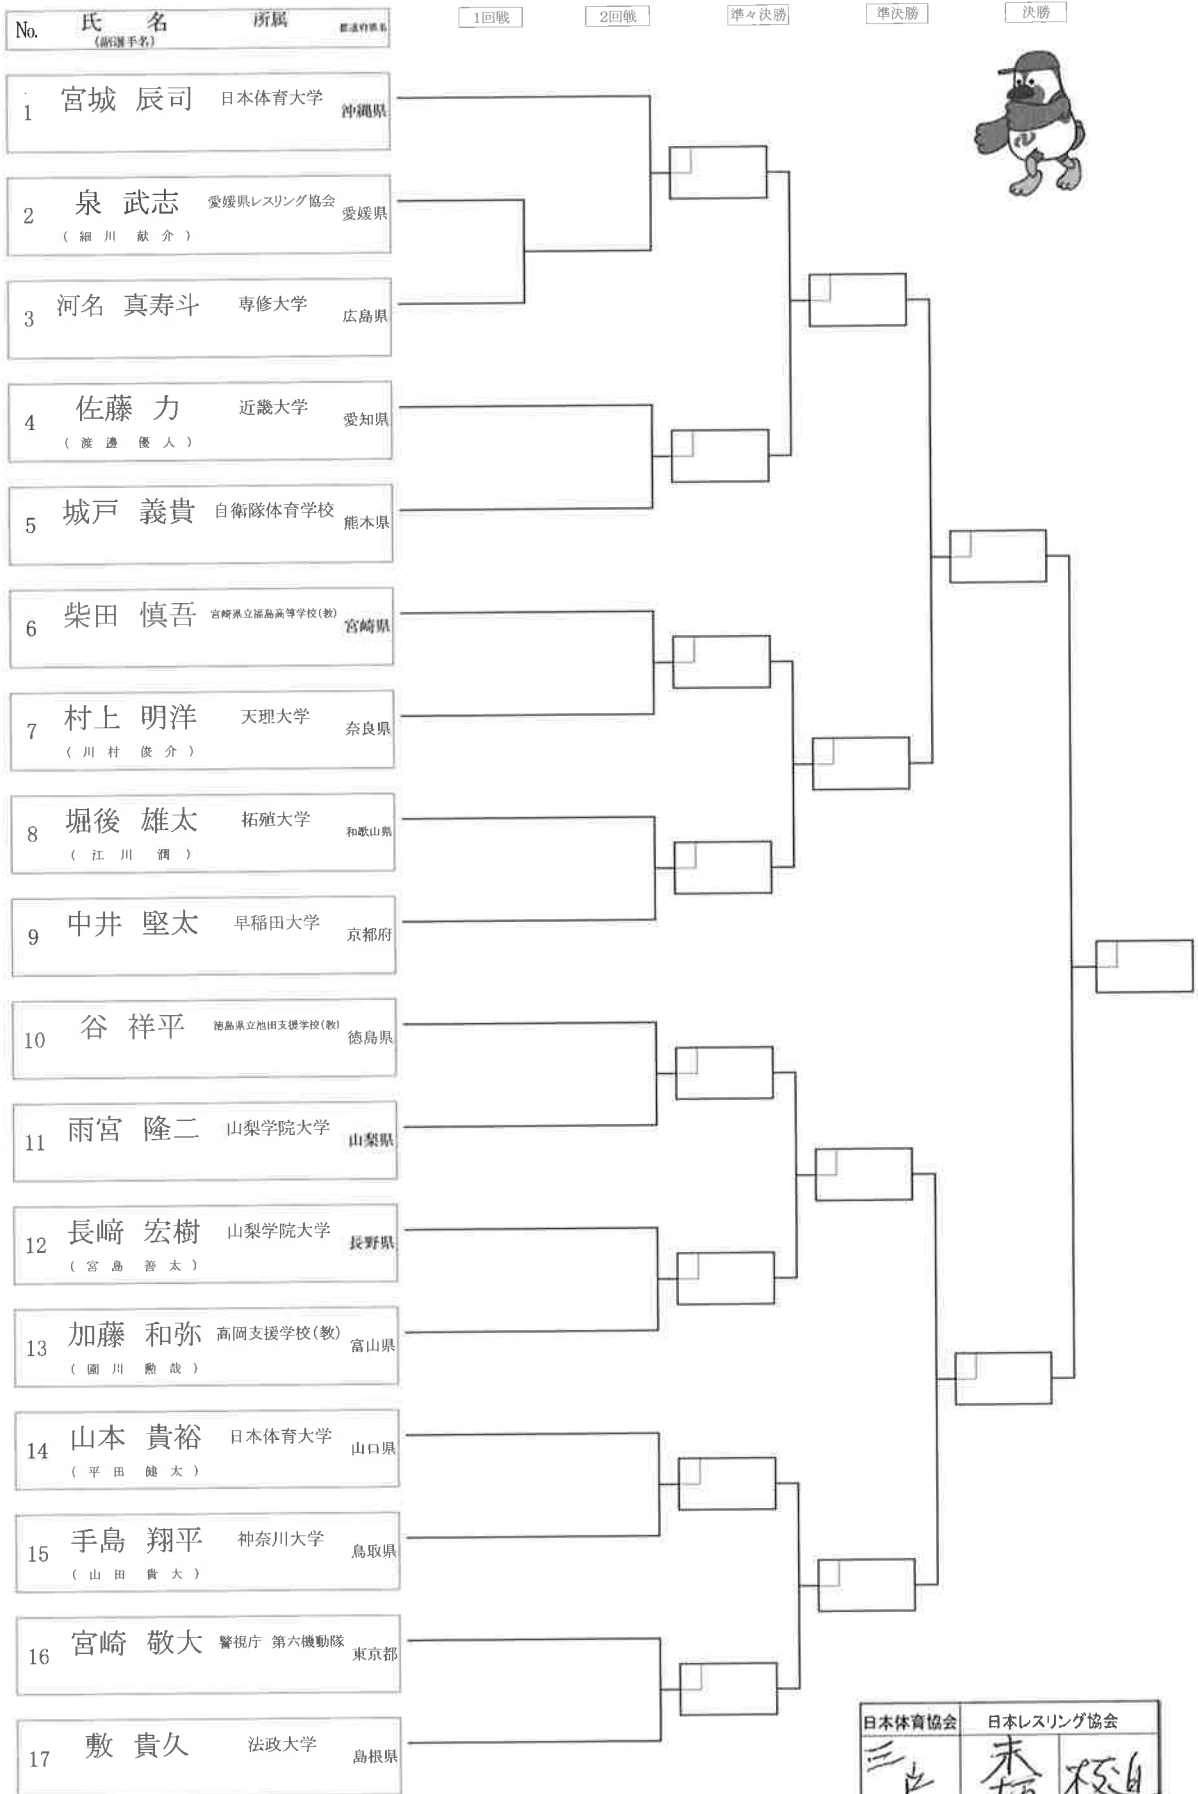 No. 氏 名 所属 都道府県名 1回戦 2回戦 準々決勝 準決勝 決勝
(副選手名)
1 宮城 辰司 日本体育大学 沖縄県
2 泉 武志 愛媛県レスリング協会 愛媛県
(細川 献介)
3 河名 真寿斗 専修大学 広島県
4 佐藤 力 近畿大学 愛知県
(渡邊 優人)
5 城戸 義貴 自衛隊体育学校 熊本県
6 柴田 慎吾 宮崎県立福島高等学校(教) 宮崎県
7 村上 明洋 天理大学 奈良県
(川村 俊介)
8 堀後 雄太 拓殖大学 和歌山県
(江川 潤)
9 中井 堅太 早稲田大学 京都府
10 谷 祥平 徳島県立池田支援学校(教) 徳島県
11 雨宮 隆二 山梨学院大学 山梨県
12 長﨑 宏樹 山梨学院大学 長野県
(宮島 善太)
13 加藤 和弥 高岡支援学校(教) 富山県
(園川 勲哉)
14 山本 貴裕 日本体育大学 山口県
(平田 健太)
15 手島 翔平 神奈川大学 鳥取県
(山田 貴大)
16 宮崎 敬大 警視庁 第六機動隊 東京都
17 敷 貴久 法政大学 島根県
日本体育協会 日本レスリング協会